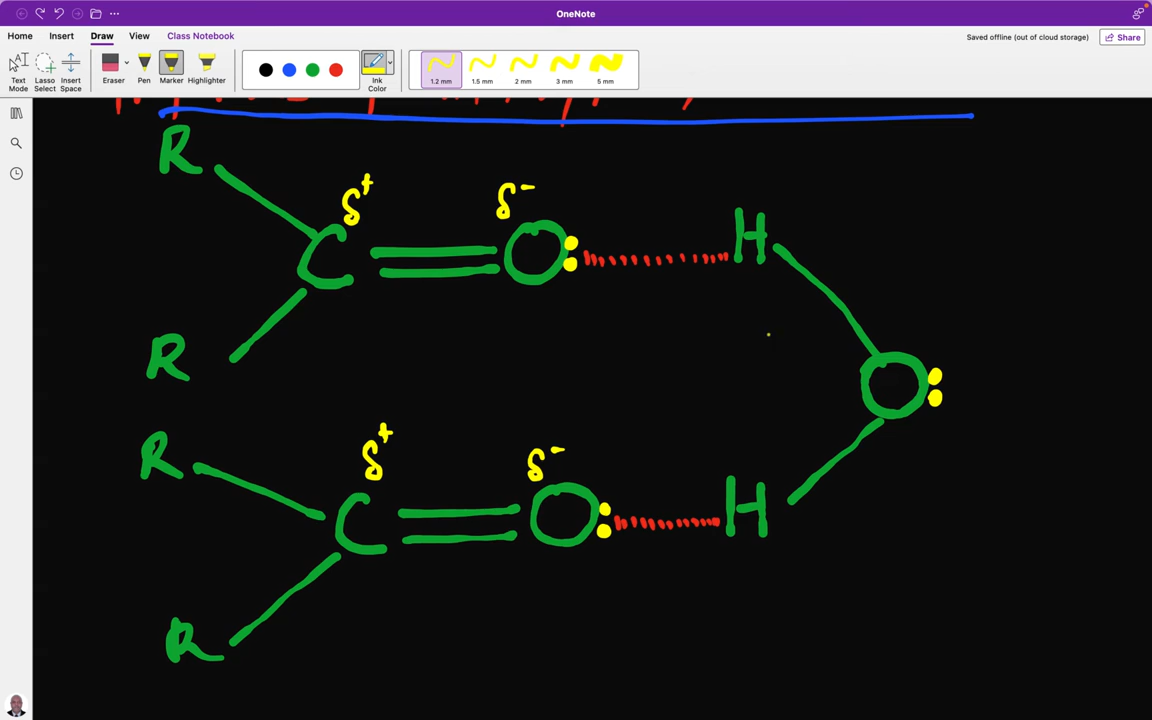 OneNote
Home Insert Draw View Class Notebook
Saved offline (out of cloud storage) Share
Text Mode Lasso Select Insert Space Eraser Pen Marker Highlighter Ink Color 1.2 mm 1.5 mm 2 mm 3 mm 5 mm
R
δ+ δ-
C O H
R
O
R
δ+ δ-
C O H
R